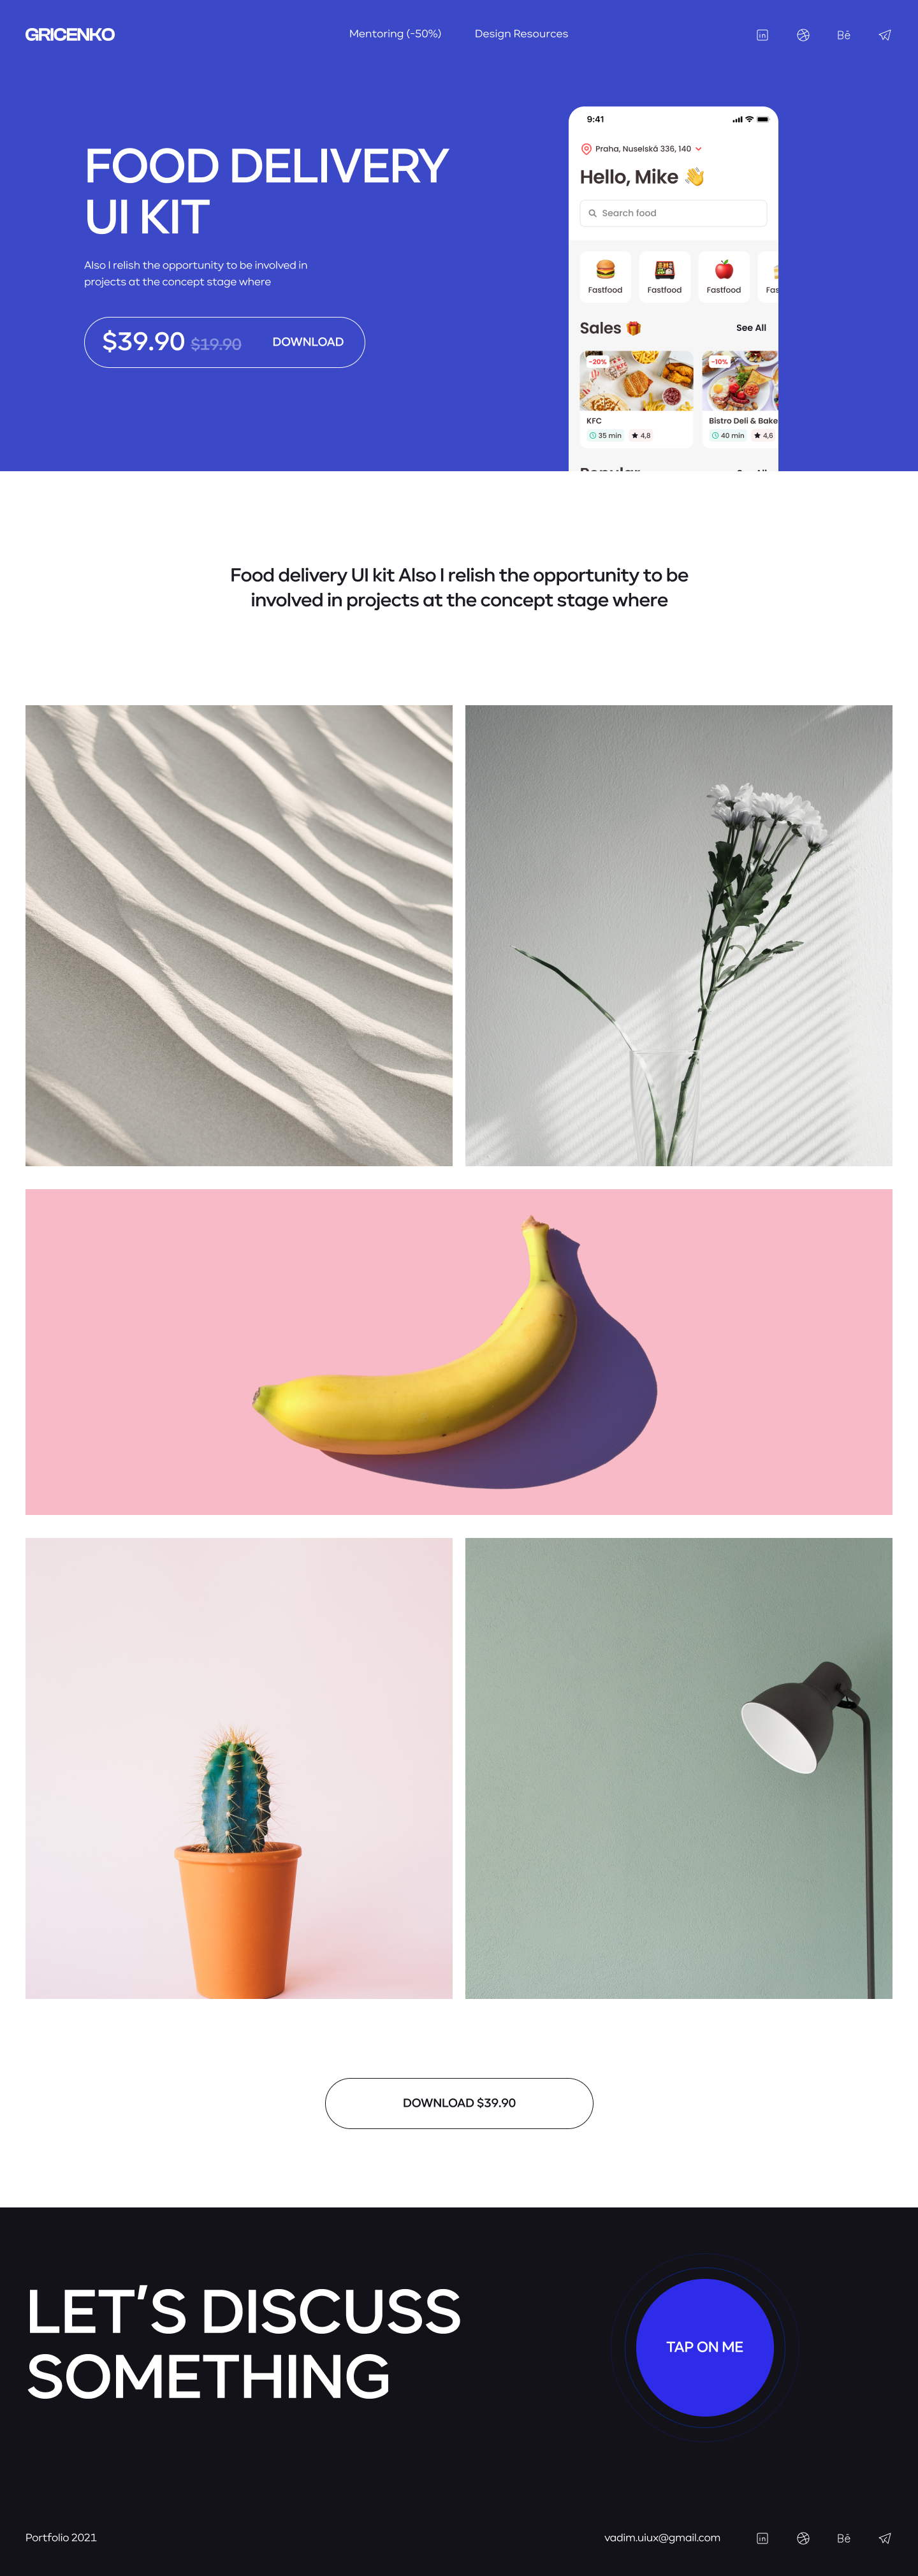 GRICENKO
Mentoring (-50%)
Design Resources
Bē
FOOD DELIVERY
UI KIT
Also I relish the opportunity to be involved in
projects at the concept stage where
$39.90 $19.90 DOWNLOAD
9:41
Praha, Nuselská 336, 140
Hello, Mike 👋
Search food
Fastfood
Fastfood
Fastfood
Fas
Sales 🎁
See All
-20%
-10%
KFC
Bistro Deli & Bake
35 min
4,8
40 min
4,6
Food delivery UI kit Also I relish the opportunity to be
involved in projects at the concept stage where
DOWNLOAD $39.90
LET'S DISCUSS
SOMETHING
TAP ON ME
Portfolio 2021
vadim.uiux@gmail.com
Bē